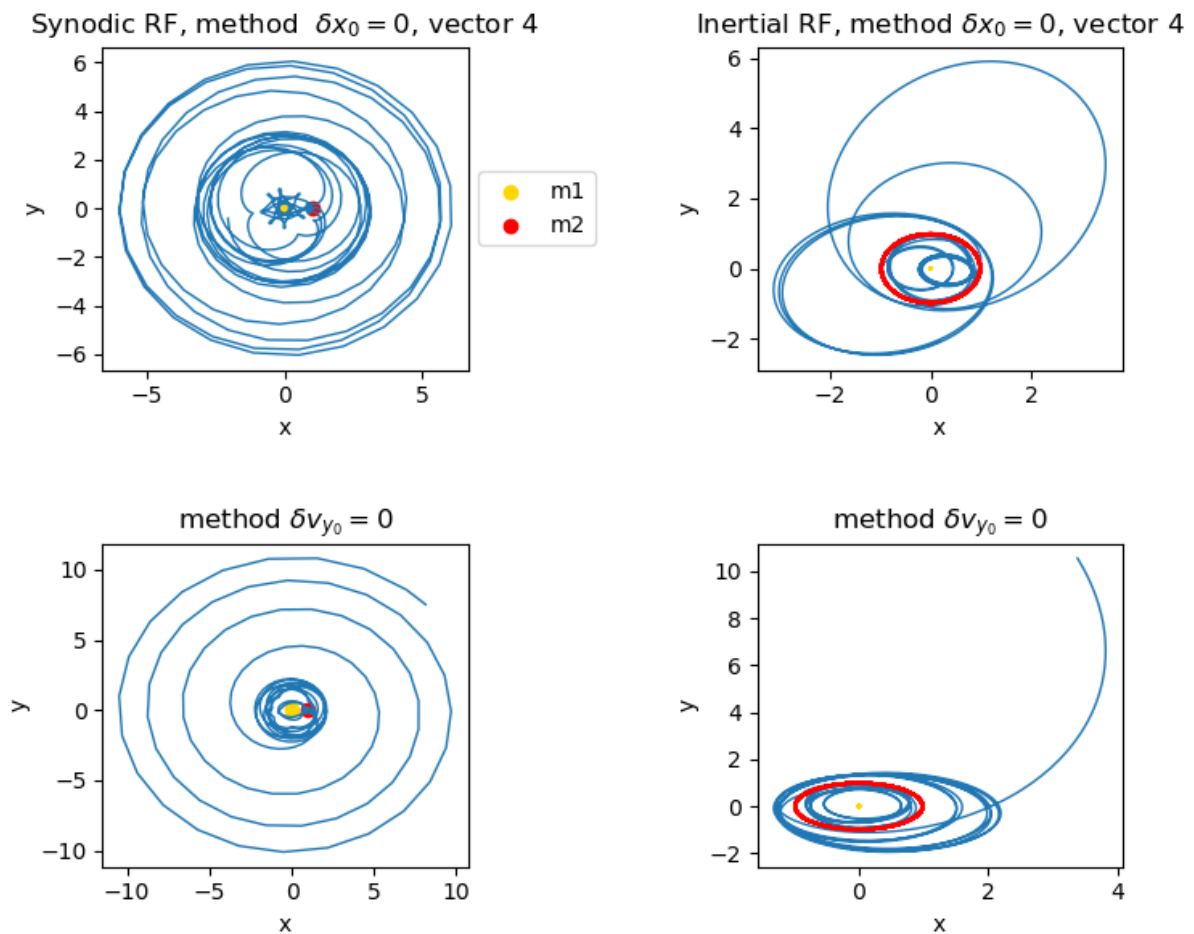 Synodic RF, method δx₀ = 0, vector 4
6
4
2
0
−2
−4
−6
y
−5
0
5
x
m1
m2
Inertial RF, method δx₀ = 0, vector 4
6
4
2
0
−2
y
−2
0
2
x
method δv_{y₀} = 0
10
5
0
−5
−10
y
−10
−5
0
5
10
x
method δv_{y₀} = 0
10
8
6
4
2
0
−2
y
0
2
4
x